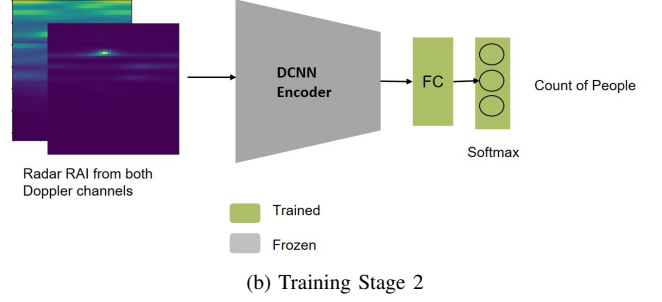 DCNN
Encoder
FC
Count of People
Softmax
Radar RAI from both
Doppler channels
Trained
Frozen
(b) Training Stage 2